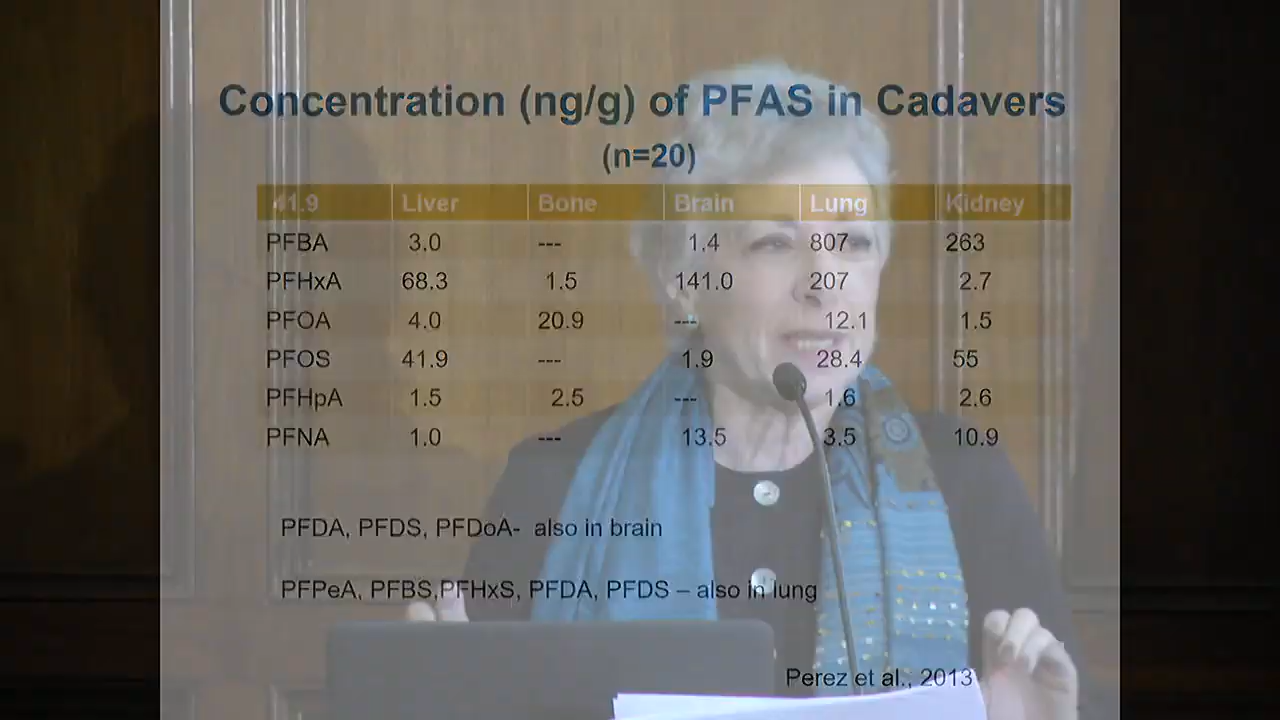 Concentration (ng/g) of PFAS in Cadavers
(n=20)
41.9 Liver Bone Brain Lung Kidney
PFBA 3.0 --- 1.4 807 263
PFHxA 68.3 1.5 141.0 207 2.7
PFOA 4.0 20.9 --- 12.1 1.5
PFOS 41.9 --- 1.9 28.4 55
PFHpA 1.5 2.5 --- 1.6 2.6
PFNA 1.0 --- 13.5 3.5 10.9
PFDA, PFDS, PFDoA- also in brain
PFPeA, PFBS,PFHxS, PFDA, PFDS – also in lung
Perez et al., 2013